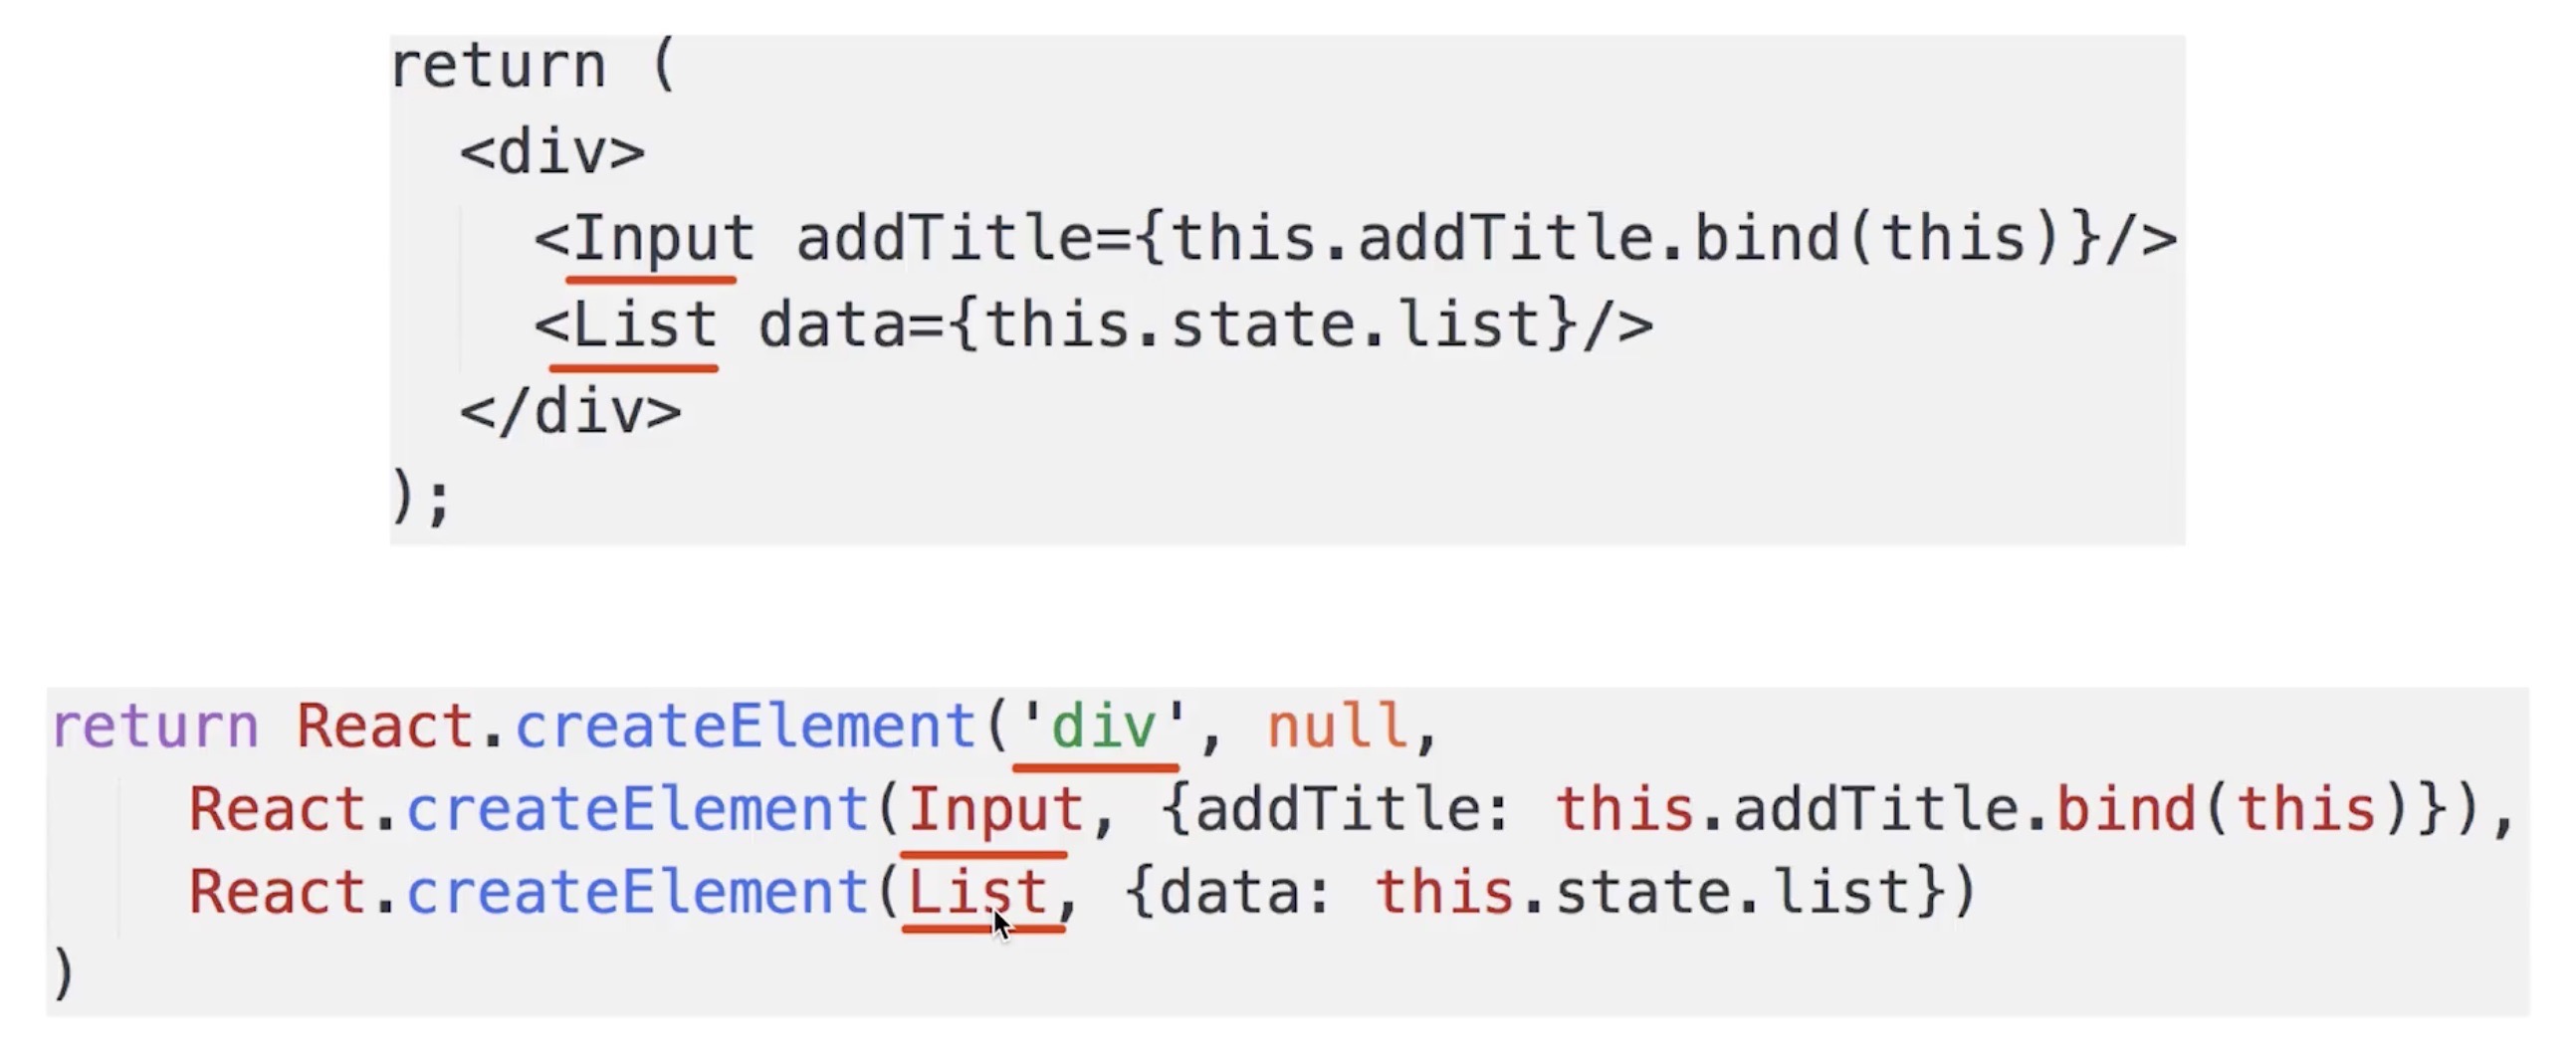 return (
  <div>
    <Input addTitle={this.addTitle.bind(this)}/>
    <List data={this.state.list}/>
  </div>
);
return React.createElement('div', null,
    React.createElement(Input, {addTitle: this.addTitle.bind(this)}),
    React.createElement(List, {data: this.state.list})
)